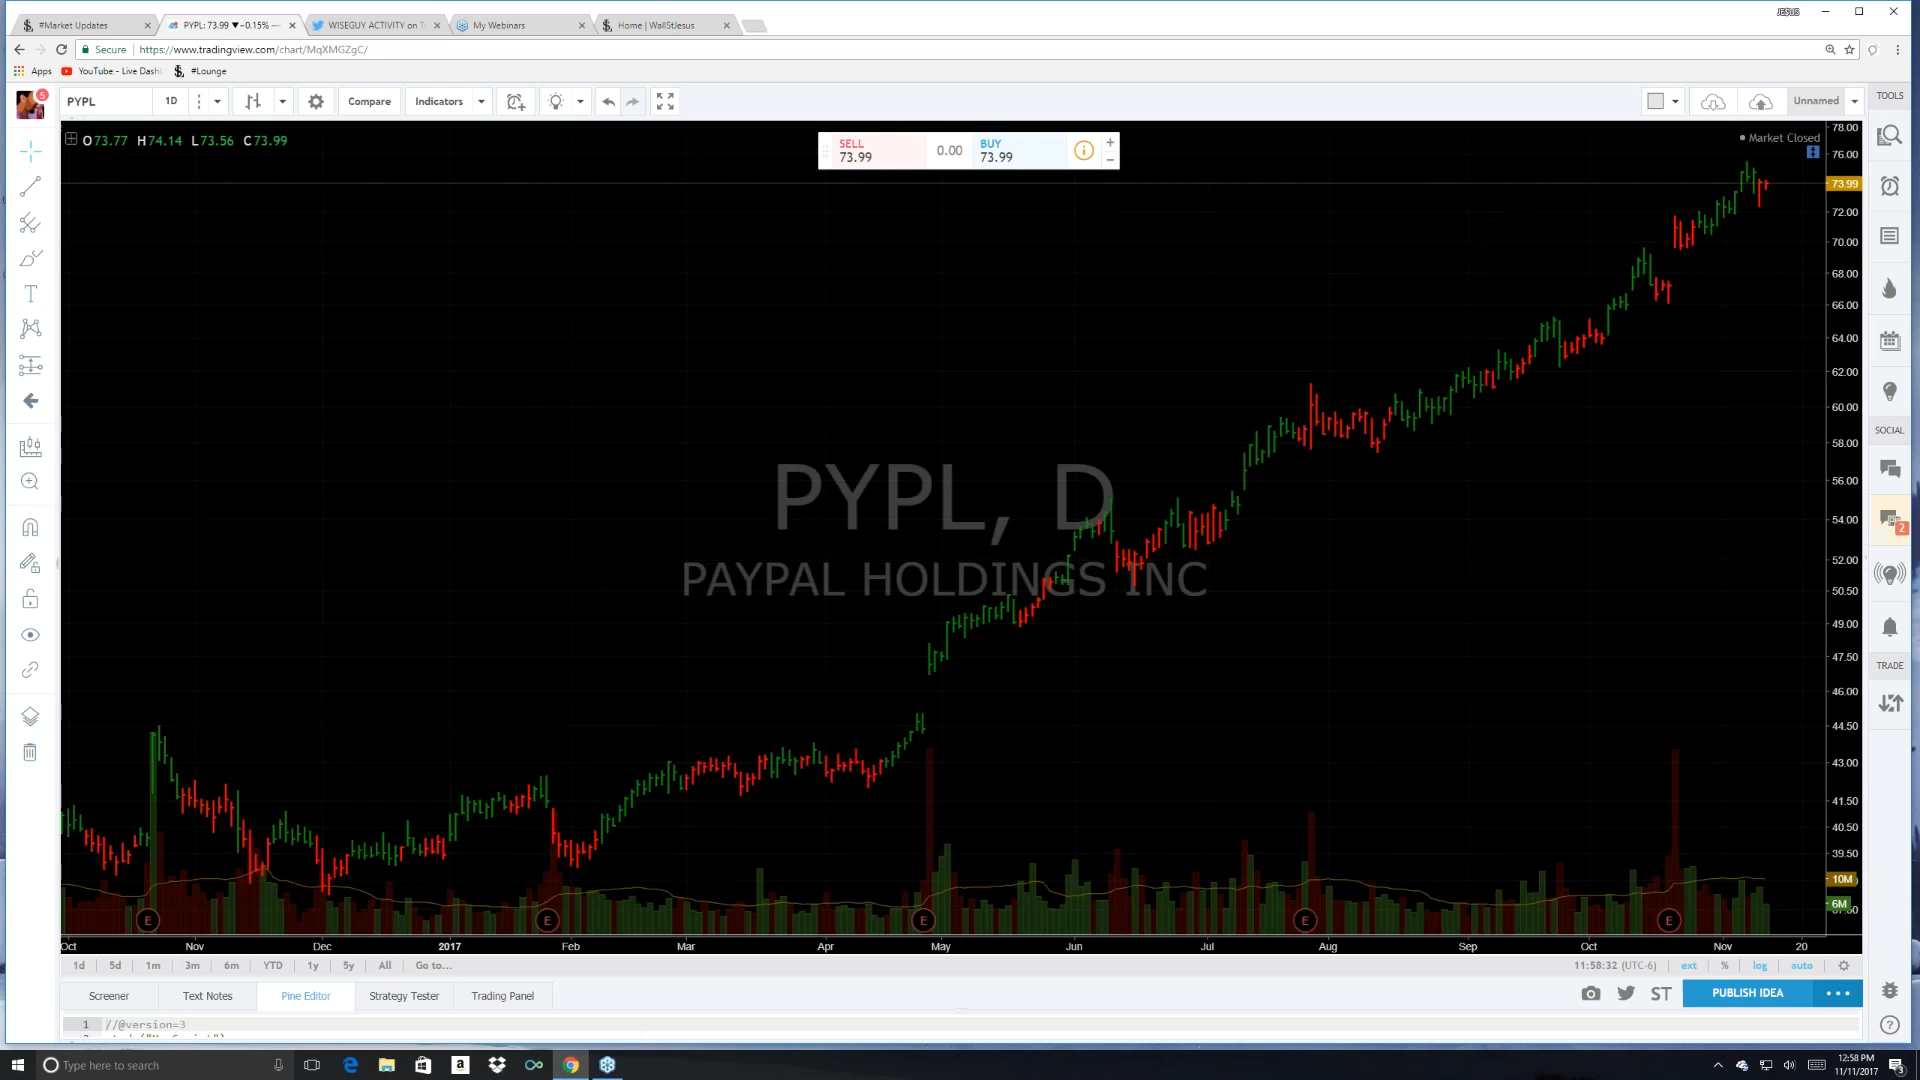 JESUS
#Market Updates
PYPL: 73.99 ▼−0.15% —
WISEGUY ACTIVITY on T
My Webinars
Home | WallStJesus
Secure https://www.tradingview.com/chart/MqXMGZgC/
Apps YouTube - Live Dash #Lounge
5 PYPL 1D Compare Indicators Unnamed TOOLS
O73.77 H74.14 L73.56 C73.99
SELL 73.99 0.00 BUY 73.99 + −
Market Closed
78.00
76.00
73.99
72.00
70.00
68.00
66.00
64.00
62.00
60.00
58.00
56.00
54.00
52.00
50.50
49.00
47.50
46.00
44.50
43.00
41.50
40.50
39.50
10M
6M
SOCIAL
2
TRADE
PYPL, D
PAYPAL HOLDINGS INC
E E E E E
Oct Nov Dec 2017 Feb Mar Apr May Jun Jul Aug Sep Oct Nov 20
1d 5d 1m 3m 6m YTD 1y 5y All Go to... 11:58:32 (UTC-6) ext % log auto
Screener Text Notes Pine Editor Strategy Tester Trading Panel ST PUBLISH IDEA
1 //@version=3
Type here to search
12:58 PM
11/11/2017
3